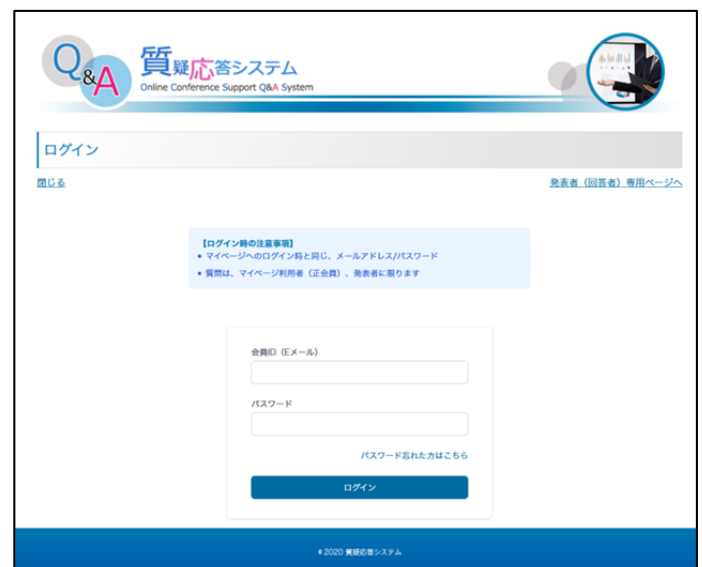 Q&A 質疑応答システム
Online Conference Support Q&A System
ログイン
閉じる
発表者（回答者）専用ページへ
【ログイン時の注意事項】
• マイページへのログイン時と同じ、メールアドレス/パスワード
• 質問は、マイページ利用者（正会員）、発表者に限ります
会員ID（Eメール）
パスワード
パスワード忘れた方はこちら
ログイン
© 2020 質疑応答システム